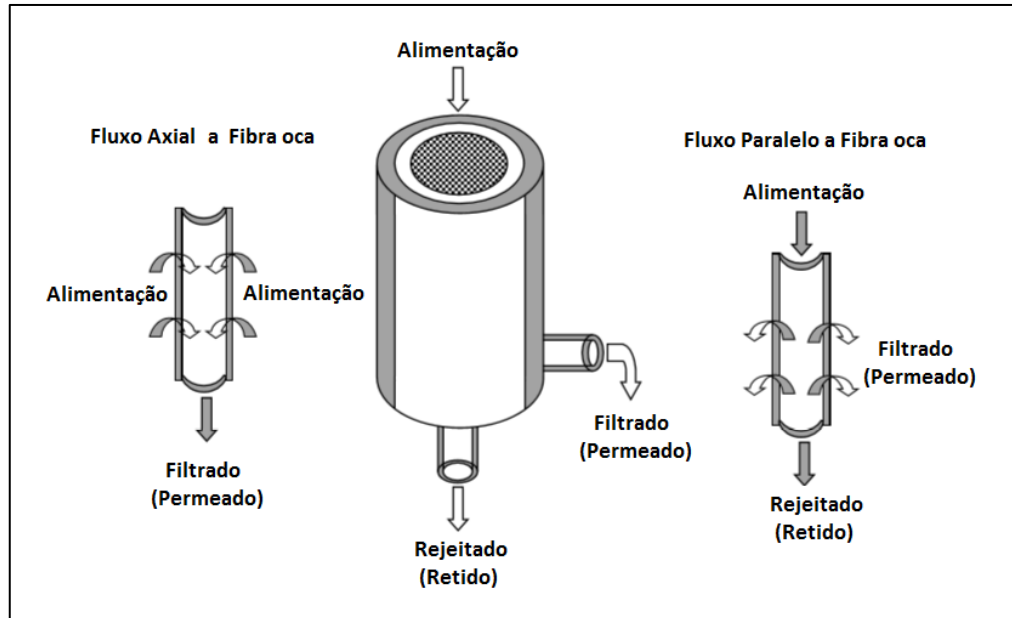 Alimentação
Fluxo Axial a Fibra oca
Fluxo Paralelo a Fibra oca
Alimentação
Alimentação
Alimentação
Filtrado
(Permeado)
Filtrado
(Permeado)
Filtrado
(Permeado)
Rejeitado
(Retido)
Rejeitado
(Retido)